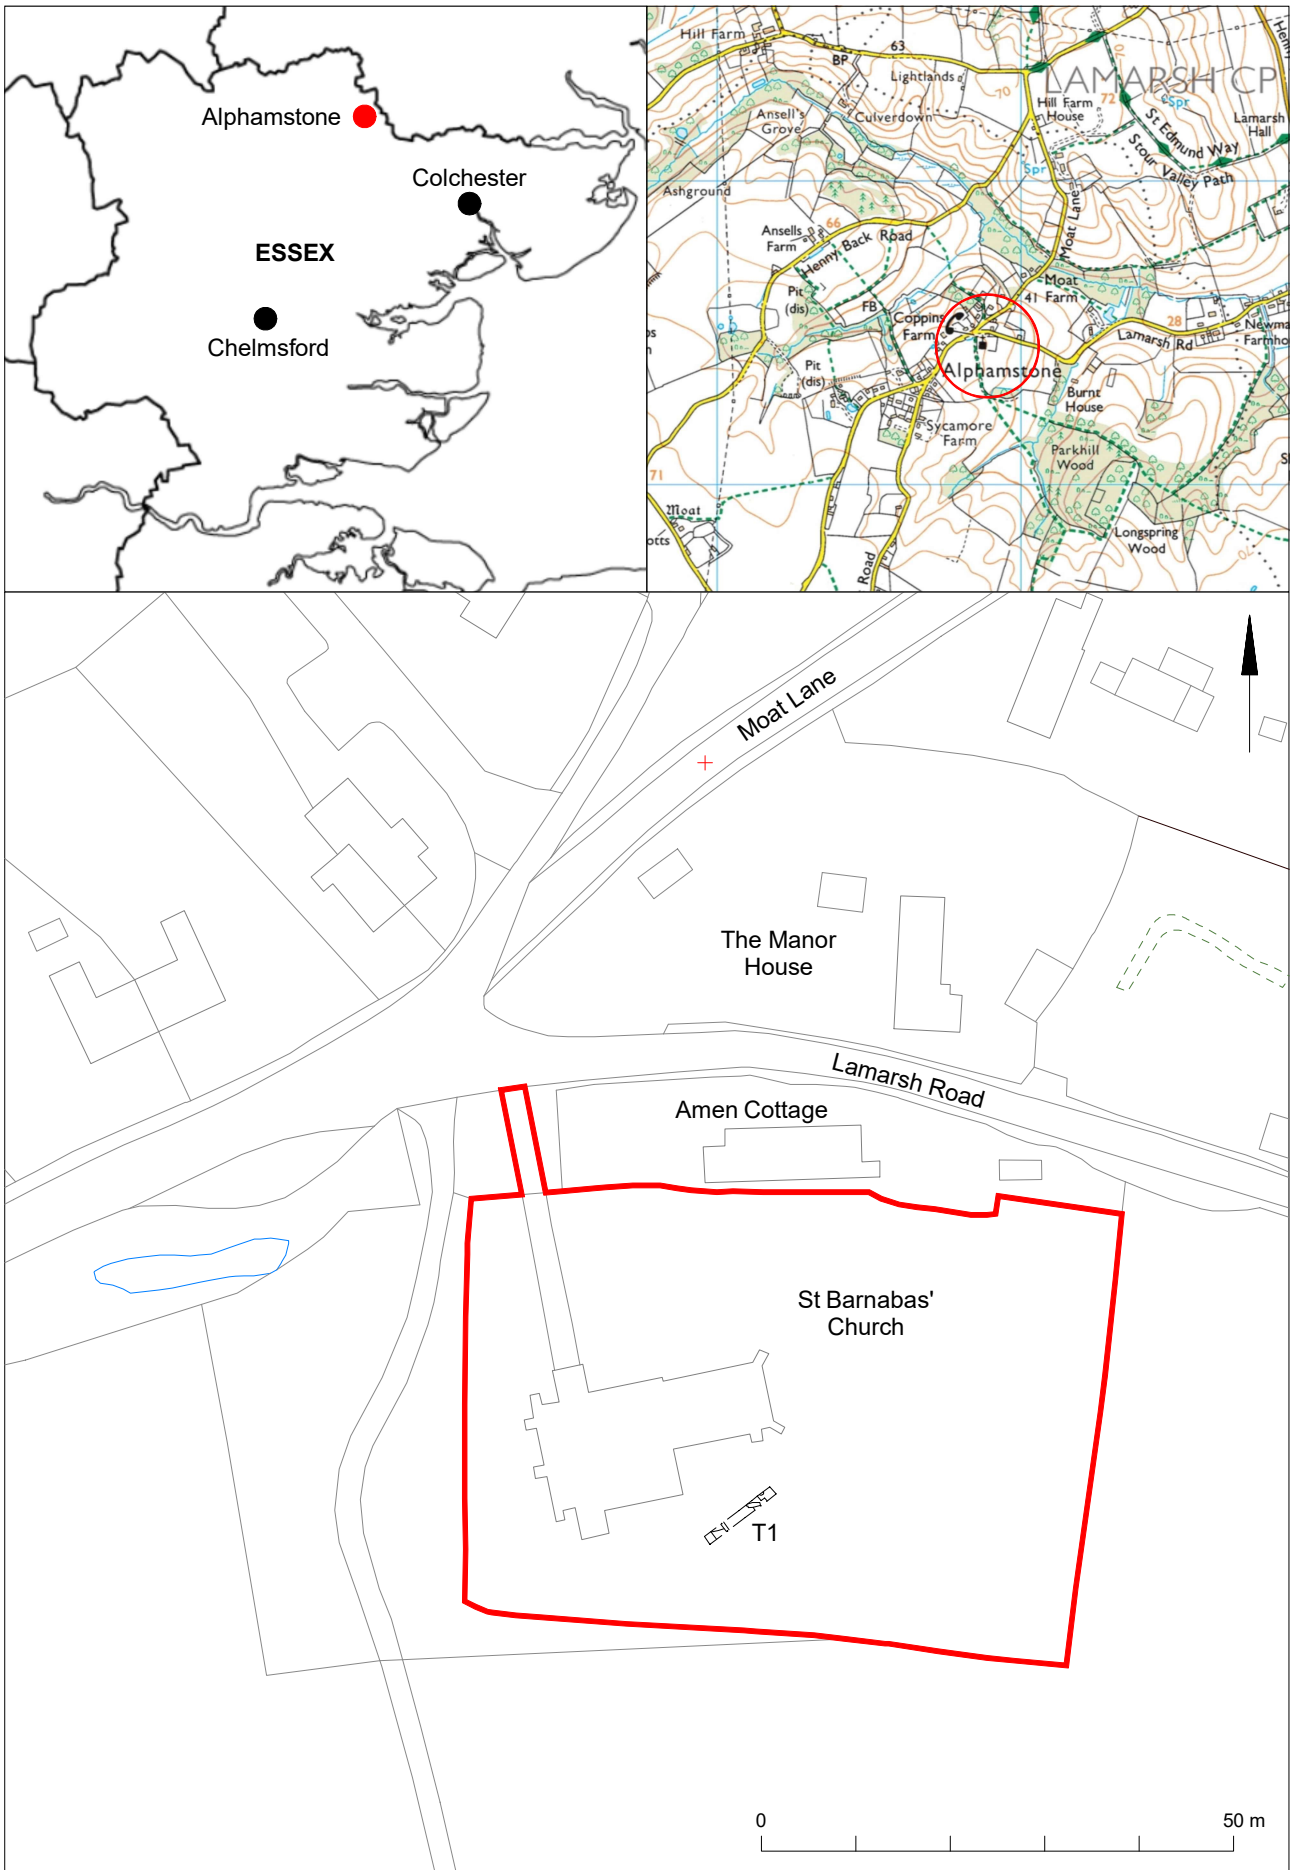 Alphamstone
Colchester
ESSEX
Chelmsford
Hill Farm
BP
63
Lightlands
70
LAMARSH CP
72
Spr
Hill Farm
House
Lamarsh
Hall
Ansell's
Grove
Culverdown
St Edmund Way
Stour Valley Path
Spr
Ashground
Ansells
Farm
66
Henny Back Road
Moat Lane
Pit
(dis)
FB
Coppins
Farm
Moat
41 Farm
28
Lamarsh Rd
Pit
(dis)
Alphamstone
Burnt
House
Sycamore
Farm
Parkhill
Wood
71
Moat
Longspring
Wood
Road
70
Moat Lane
The Manor
House
Lamarsh Road
Amen Cottage
St Barnabas'
Church
T1
0
50 m